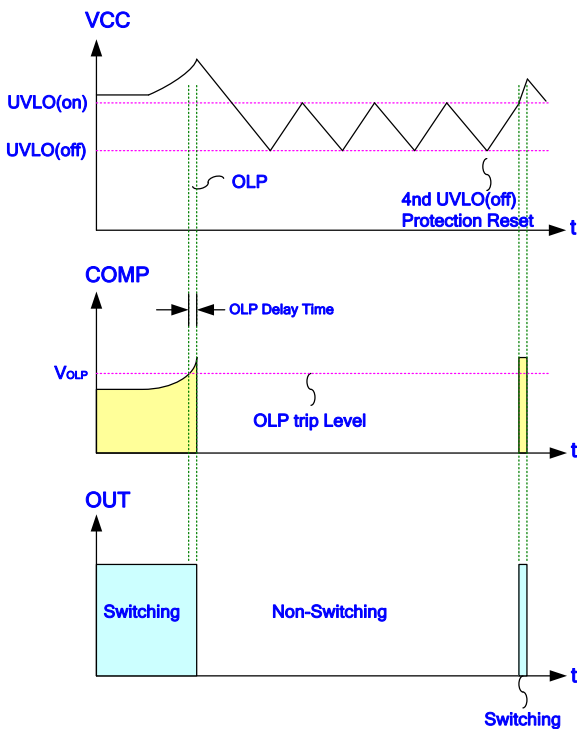 VCC
UVLO(on)
UVLO(off)
OLP
4nd UVLO(off)
Protection Reset
t
COMP
OLP Delay Time
VOLP
OLP trip Level
t
OUT
Switching
Non-Switching
t
Switching